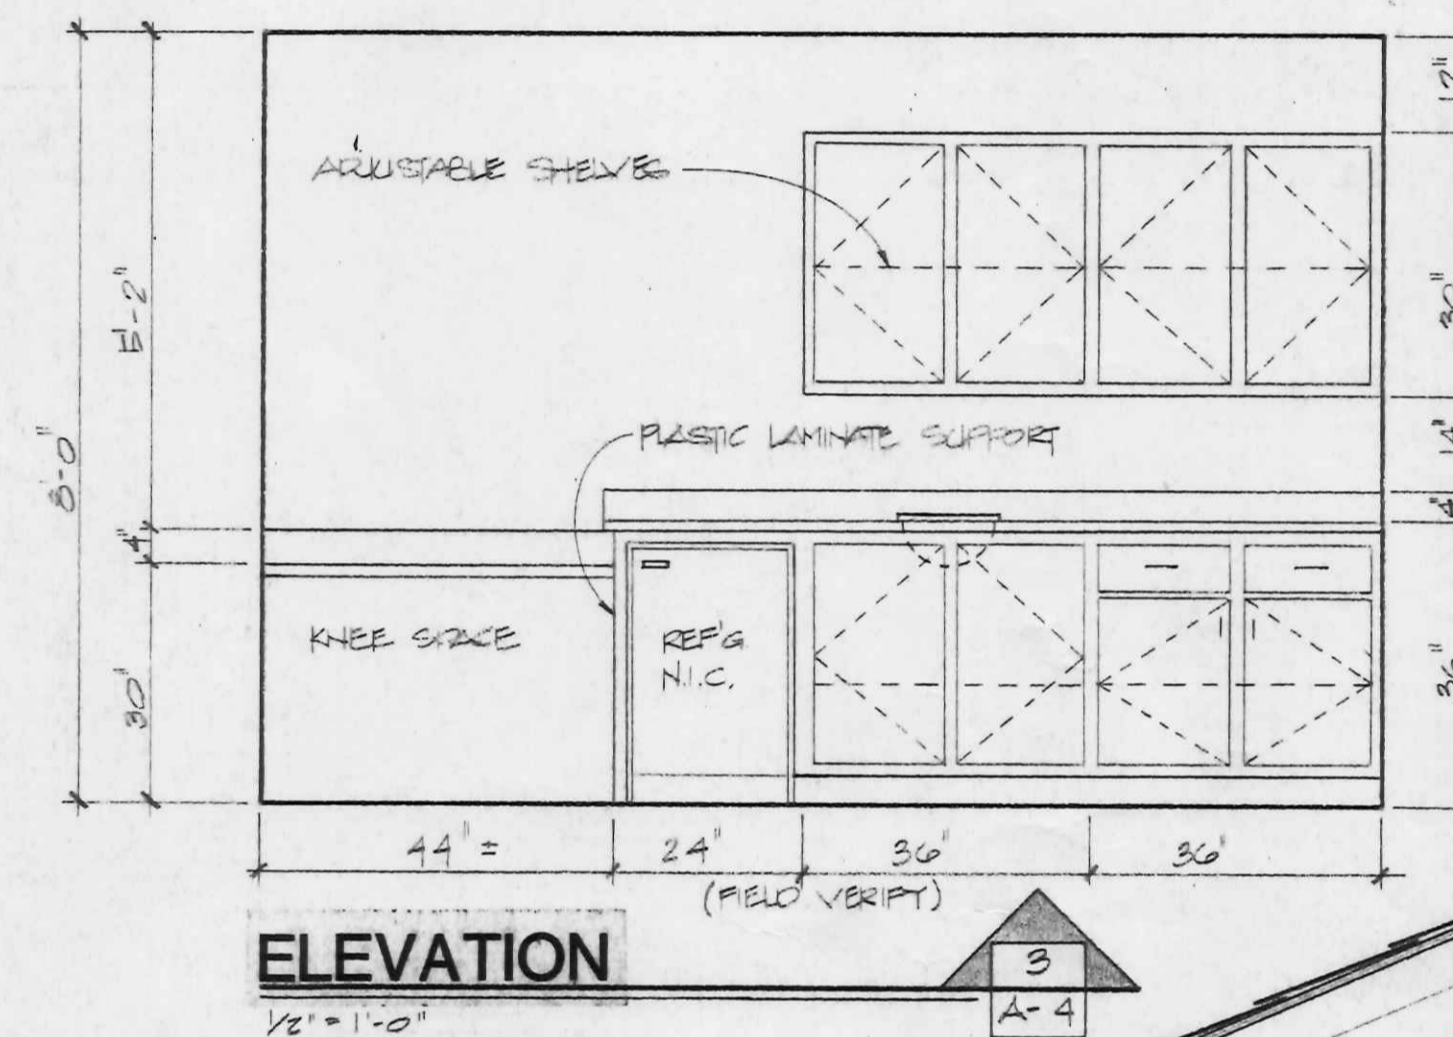 12"
ADJUSTABLE SHELVES
5'-2"
30"
8'-0"
PLASTIC LAMINATE SUPPORT
14"
4"
4"
KNEE SPACE
REF'G
N.I.C.
30"
36"
44" ±
24"
36"
36"
(FIELD VERIFY)
ELEVATION
1/2" = 1'-0"
3
A-4